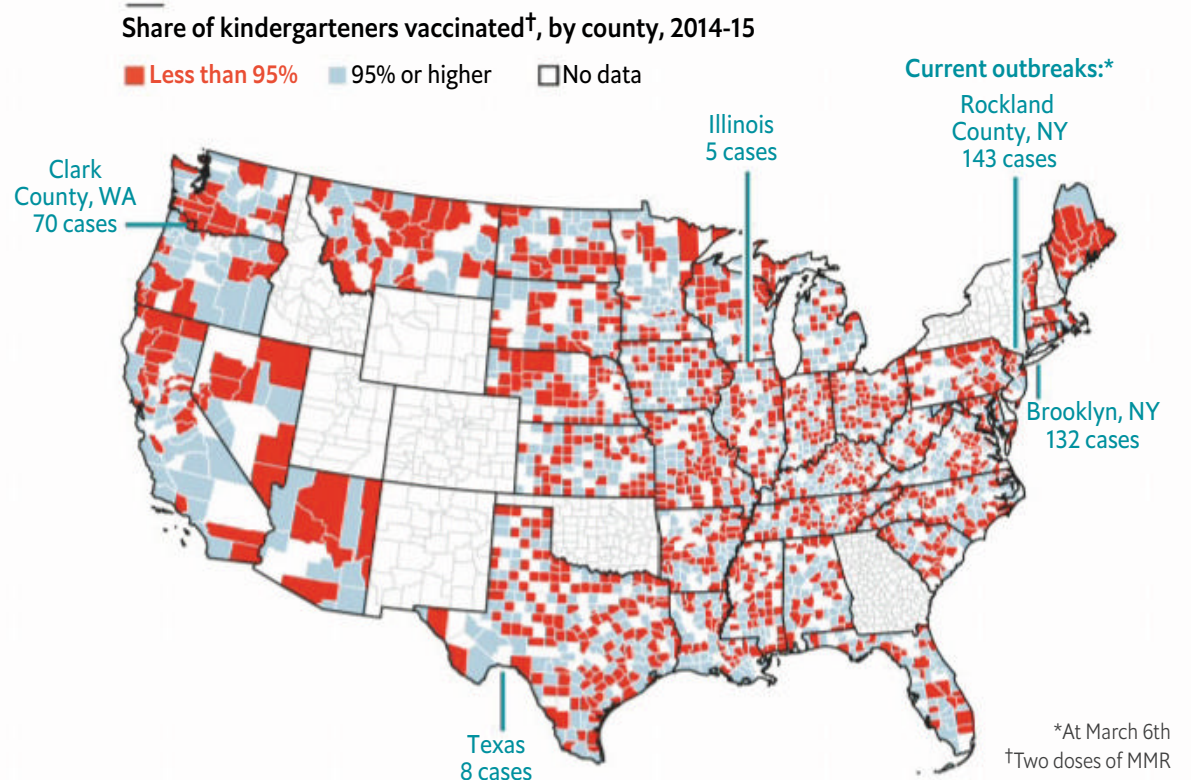 Share of kindergarteners vaccinated†, by county, 2014-15
Less than 95%
95% or higher
No data
Current outbreaks:*
Rockland
County, NY
143 cases
Illinois
5 cases
Clark
County, WA
70 cases
Brooklyn, NY
132 cases
Texas
8 cases
*At March 6th
†Two doses of MMR